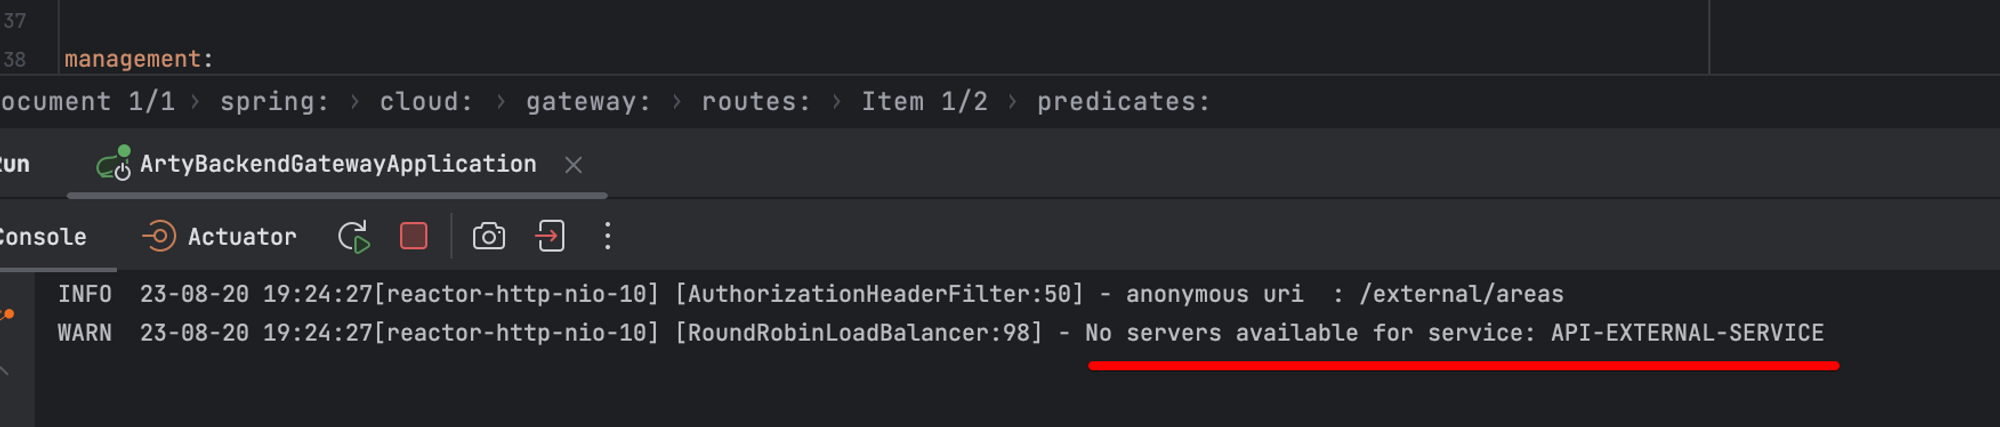 37
38 management:
ocument 1/1 › spring: › cloud: › gateway: › routes: › Item 1/2 › predicates:
Run ArtyBackendGatewayApplication
Console Actuator
INFO 23-08-20 19:24:27[reactor-http-nio-10] [AuthorizationHeaderFilter:50] - anonymous uri : /external/areas
WARN 23-08-20 19:24:27[reactor-http-nio-10] [RoundRobinLoadBalancer:98] - No servers available for service: API-EXTERNAL-SERVICE